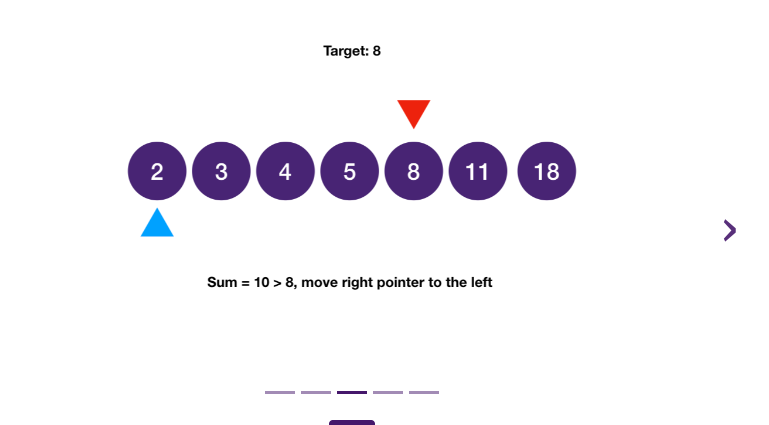 Target: 8
2 3 4 5 8 11 18
Sum = 10 > 8, move right pointer to the left